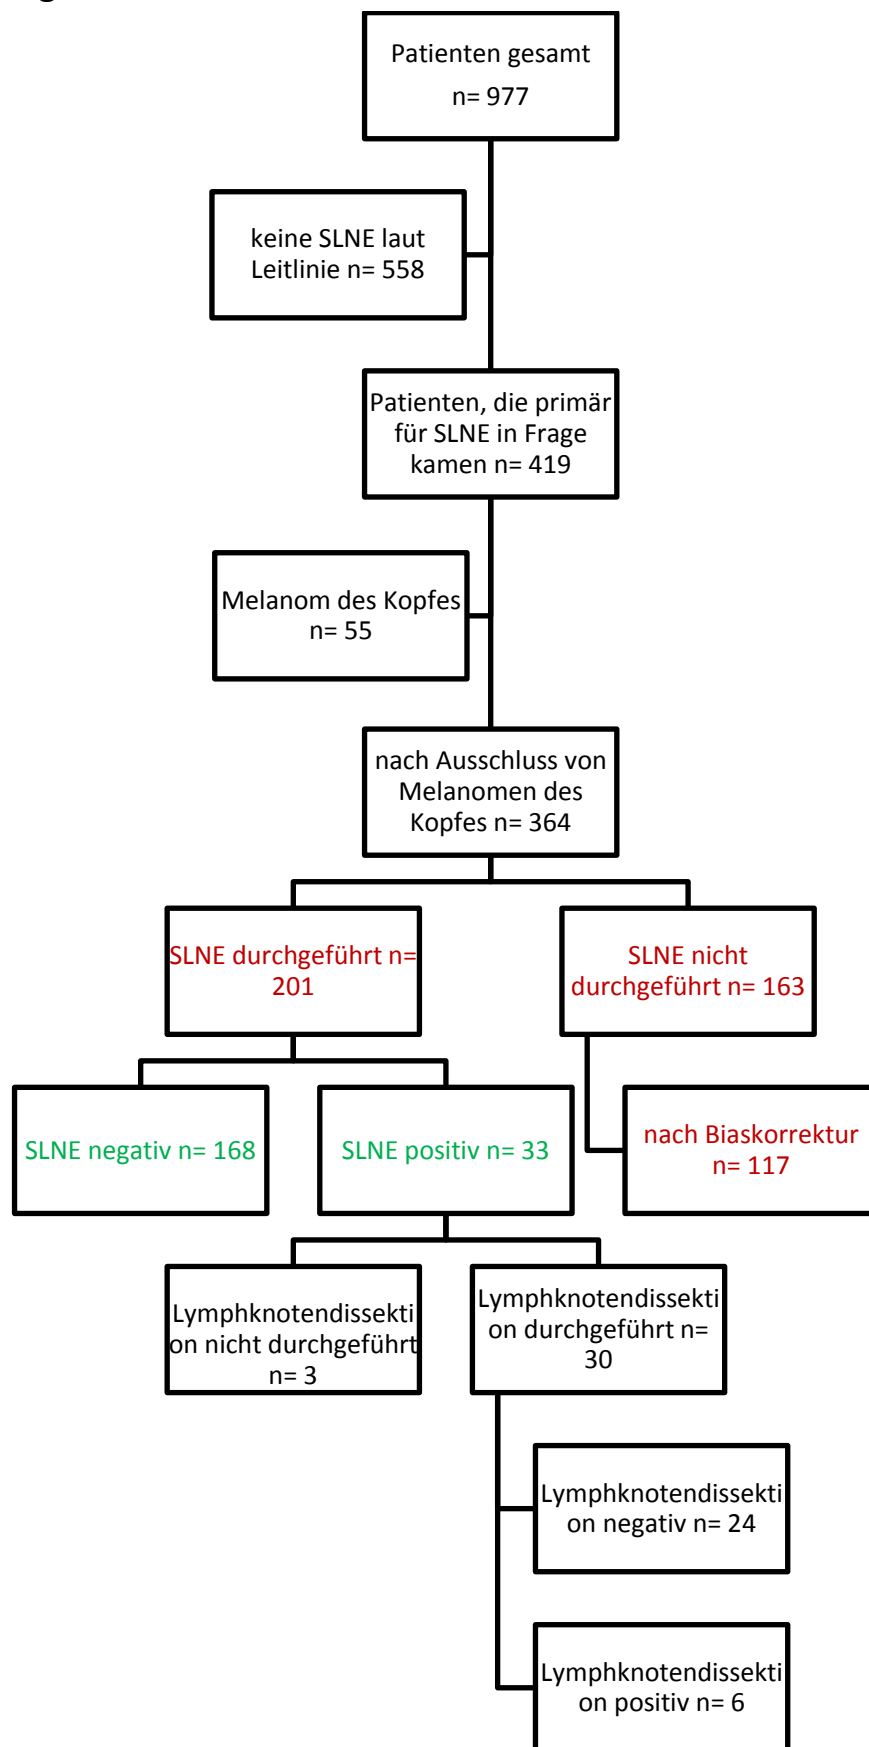 Patienten gesamt
n= 977
keine SLNE laut
Leitlinie n= 558
Patienten, die primär
für SLNE in Frage
kamen n= 419
Melanom des Kopfes
n= 55
nach Ausschluss von
Melanomen des
Kopfes n= 364
SLNE durchgeführt n=
201
SLNE nicht
durchgeführt n= 163
SLNE negativ n= 168
SLNE positiv n= 33
nach Biaskorrektur
n= 117
Lymphknotendissekti
on nicht durchgeführt
n= 3
Lymphknotendissekti
on durchgeführt n=
30
Lymphknotendissekti
on negativ n= 24
Lymphknotendissekti
on positiv n= 6